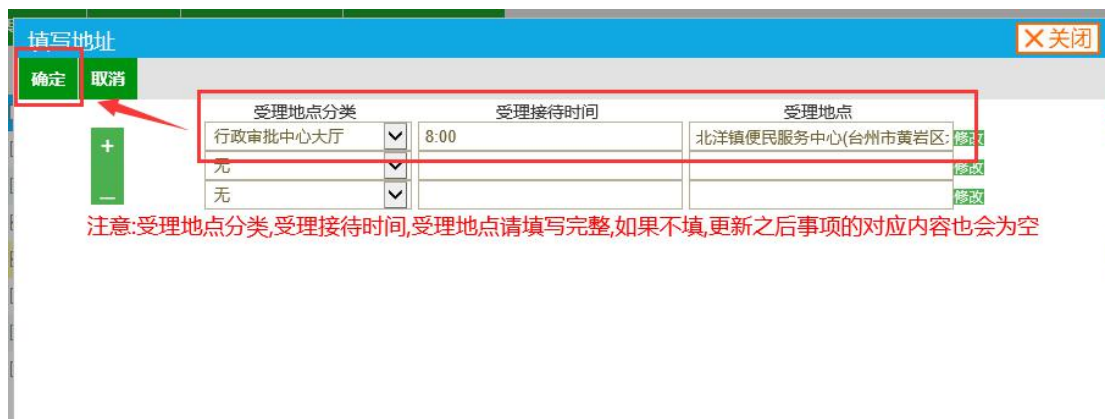 填写地址
关闭
确定 取消
受理地点分类 受理接待时间 受理地点
+ 行政审批中心大厅 8:00 北洋镇便民服务中心(台州市黄岩区 修改
无 修改
— 无 修改
注意:受理地点分类,受理接待时间,受理地点请填写完整,如果不填,更新之后事项的对应内容也会为空